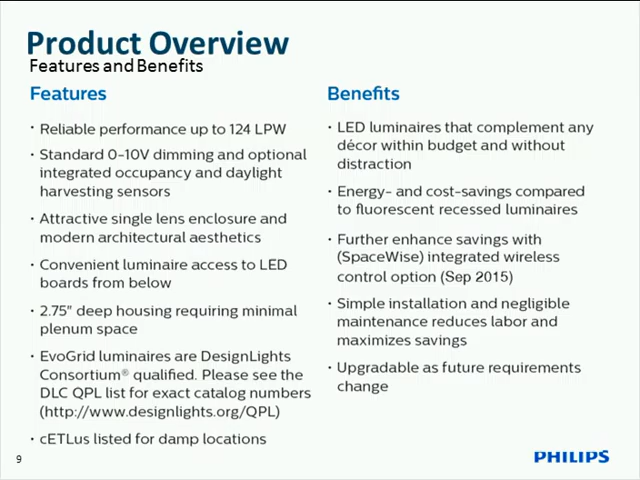 Product Overview
Features and Benefits
Features
· Reliable performance up to 124 LPW
· Standard 0-10V dimming and optional
integrated occupancy and daylight
harvesting sensors
· Attractive single lens enclosure and
modern architectural aesthetics
· Convenient luminaire access to LED
boards from below
· 2.75" deep housing requiring minimal
plenum space
· EvoGrid luminaires are DesignLights
Consortium® qualified. Please see the
DLC QPL list for exact catalog numbers
(http://www.designlights.org/QPL)
· cETLus listed for damp locations
Benefits
· LED luminaires that complement any
décor within budget and without
distraction
· Energy- and cost-savings compared
to fluorescent recessed luminaires
· Further enhance savings with
(SpaceWise) integrated wireless
control option (Sep 2015)
· Simple installation and negligible
maintenance reduces labor and
maximizes savings
· Upgradable as future requirements
change
9
PHILIPS